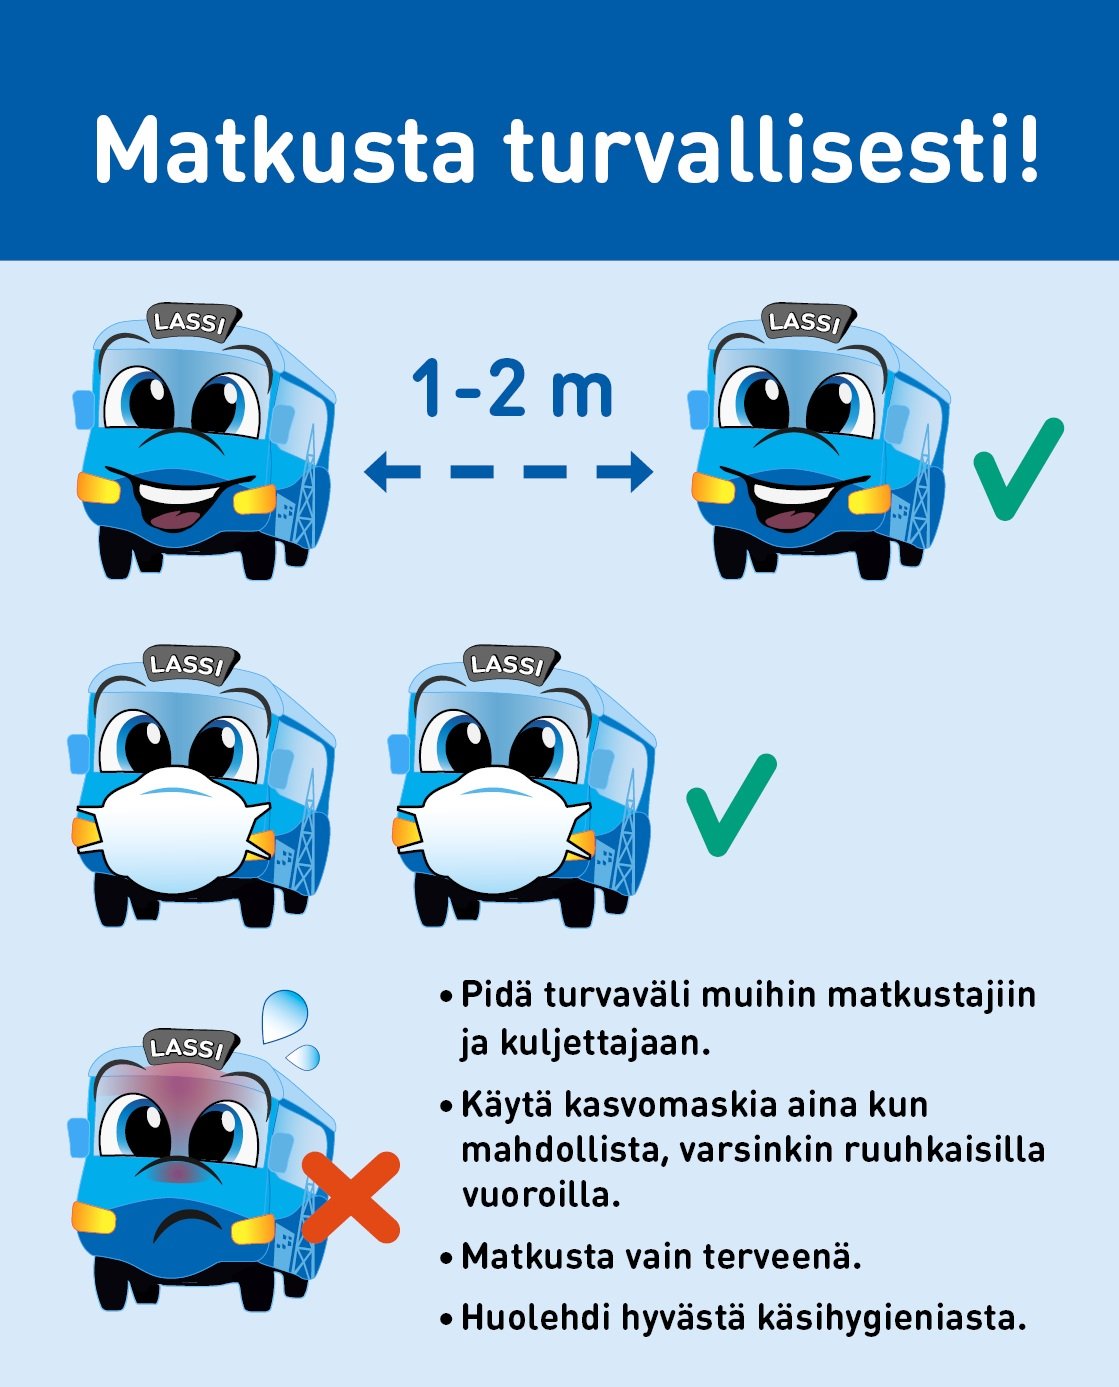 Matkusta turvallisesti!
LASSI
1-2 m
LASSI
LASSI
LASSI
LASSI
• Pidä turvaväli muihin matkustajiin
ja kuljettajaan.
• Käytä kasvomaskia aina kun
mahdollista, varsinkin ruuhkaisilla
vuoroilla.
• Matkusta vain terveenä.
• Huolehdi hyvästä käsihygieniasta.